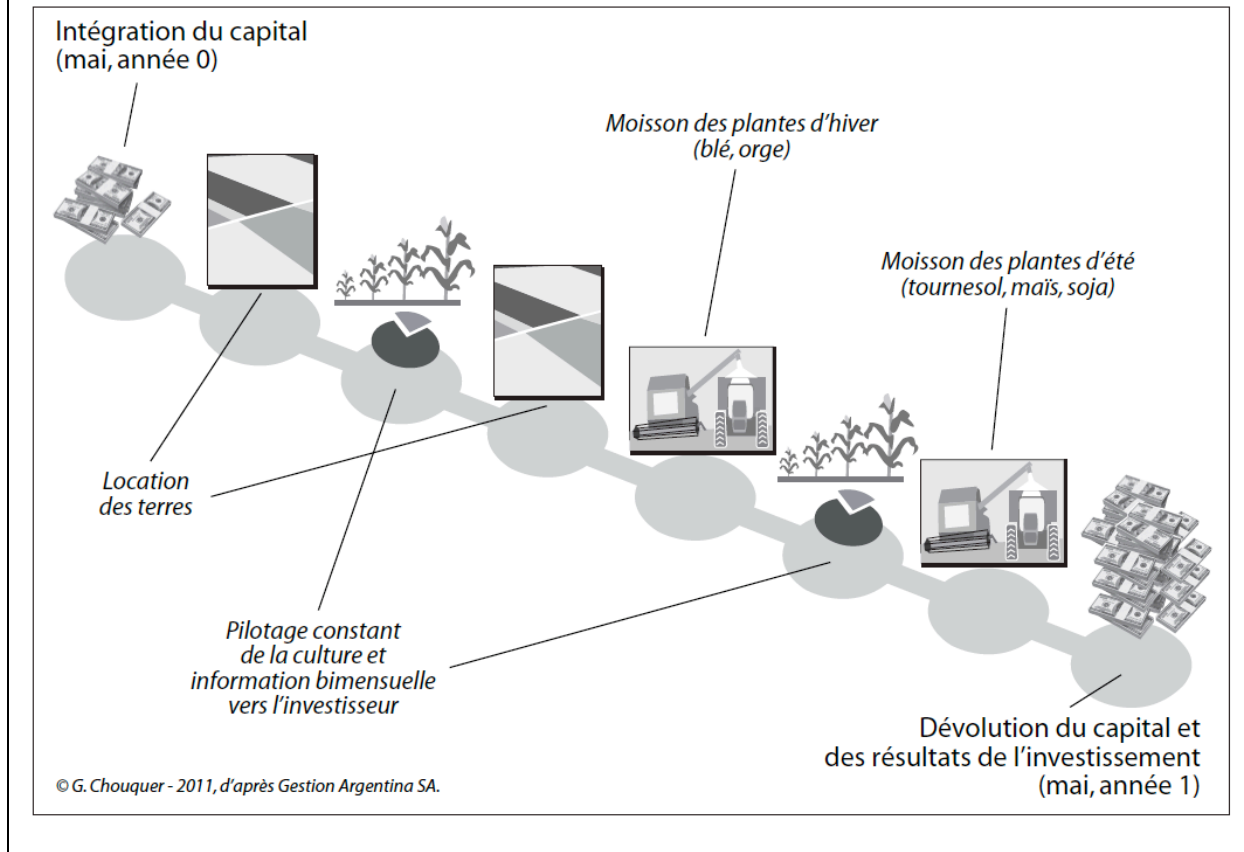 Intégration du capital
(mai, année 0)
Moisson des plantes d'hiver
(blé, orge)
Moisson des plantes d'été
(tournesol, maïs, soja)
Location
des terres
Pilotage constant
de la culture et
information bimensuelle
vers l'investisseur
Dévolution du capital et
des résultats de l'investissement
(mai, année 1)
© G. Chouquer - 2011, d'après Gestion Argentina SA.